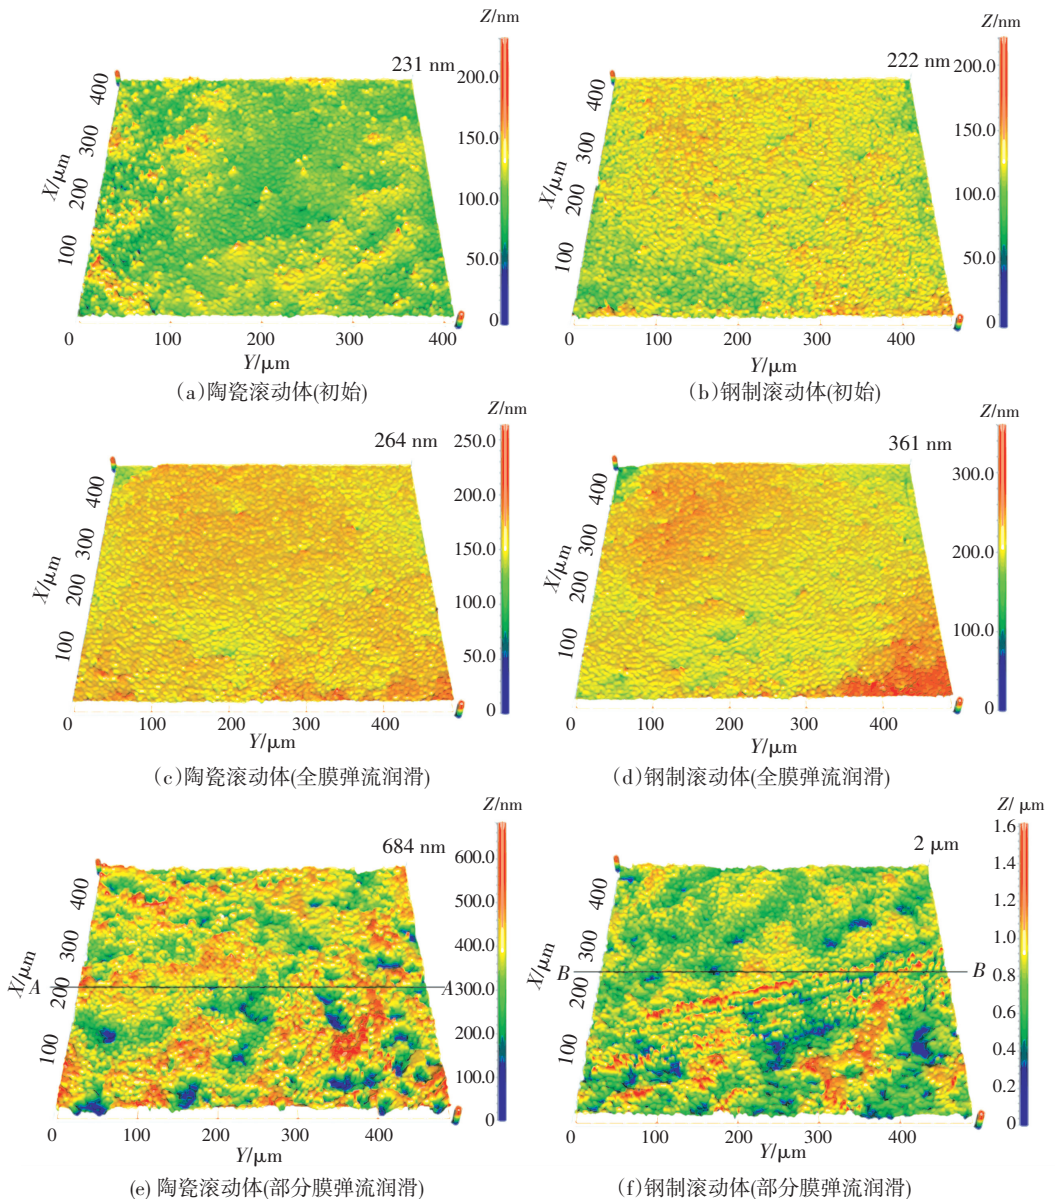 Z/nm
231 nm
200.0
150.0
100.0
50.0
0
400
300
200
100
X/μm
0
100
200
300
400
Y/μm
(a)陶瓷滚动体(初始)
Z/nm
222 nm
200.0
150.0
100.0
50.0
0
400
300
200
100
X/μm
0
100
200
300
400
Y/μm
(b)钢制滚动体(初始)
Z/nm
264 nm
250.0
200.0
150.0
100.0
50.0
0
400
300
200
100
X/μm
0
100
200
300
400
Y/μm
(c)陶瓷滚动体(全膜弹流润滑)
Z/nm
361 nm
300.0
200.0
100.0
0
400
300
200
100
X/μm
0
100
200
300
400
Y/μm
(d)钢制滚动体(全膜弹流润滑)
Z/nm
684 nm
600.0
500.0
400.0
300.0
200.0
100.0
0
400
300
200
100
X/μm
A
A
0
100
200
300
400
Y/μm
(e) 陶瓷滚动体(部分膜弹流润滑)
Z/ μm
2 μm
1.6
1.4
1.2
1.0
0.8
0.6
0.4
0.2
0
400
300
200
100
X/μm
B
B
0
100
200
300
400
Y/μm
(f)钢制滚动体(部分膜弹流润滑)